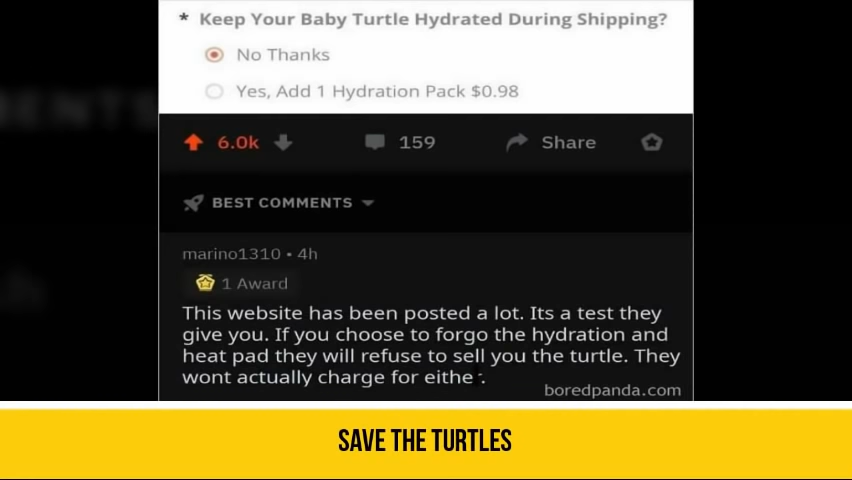 * Keep Your Baby Turtle Hydrated During Shipping?
No Thanks
Yes, Add 1 Hydration Pack $0.98
6.0k 159 Share
BEST COMMENTS
marino1310 • 4h
1 Award
This website has been posted a lot. Its a test they
give you. If you choose to forgo the hydration and
heat pad they will refuse to sell you the turtle. They
wont actually charge for either.
boredpanda.com
SAVE THE TURTLES